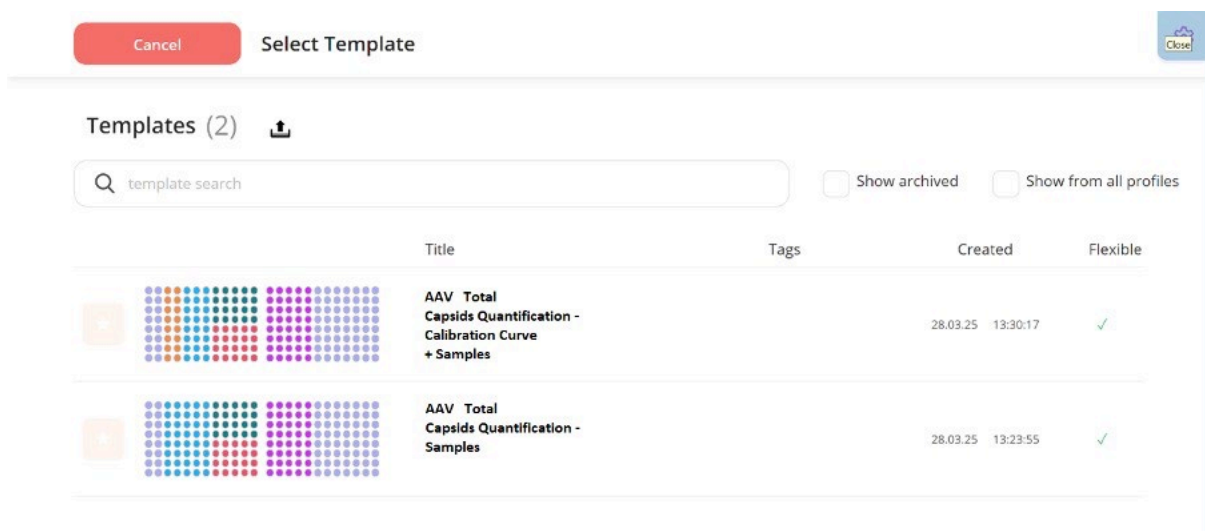 Cancel
Select Template
Close
Templates (2)
template search
Show archived
Show from all profiles
Title Tags Created Flexible
AAV Total
Capsids Quantification -
Calibration Curve
+ Samples
28.03.25 13:30:17
AAV Total
Capsids Quantification -
Samples
28.03.25 13:23:55